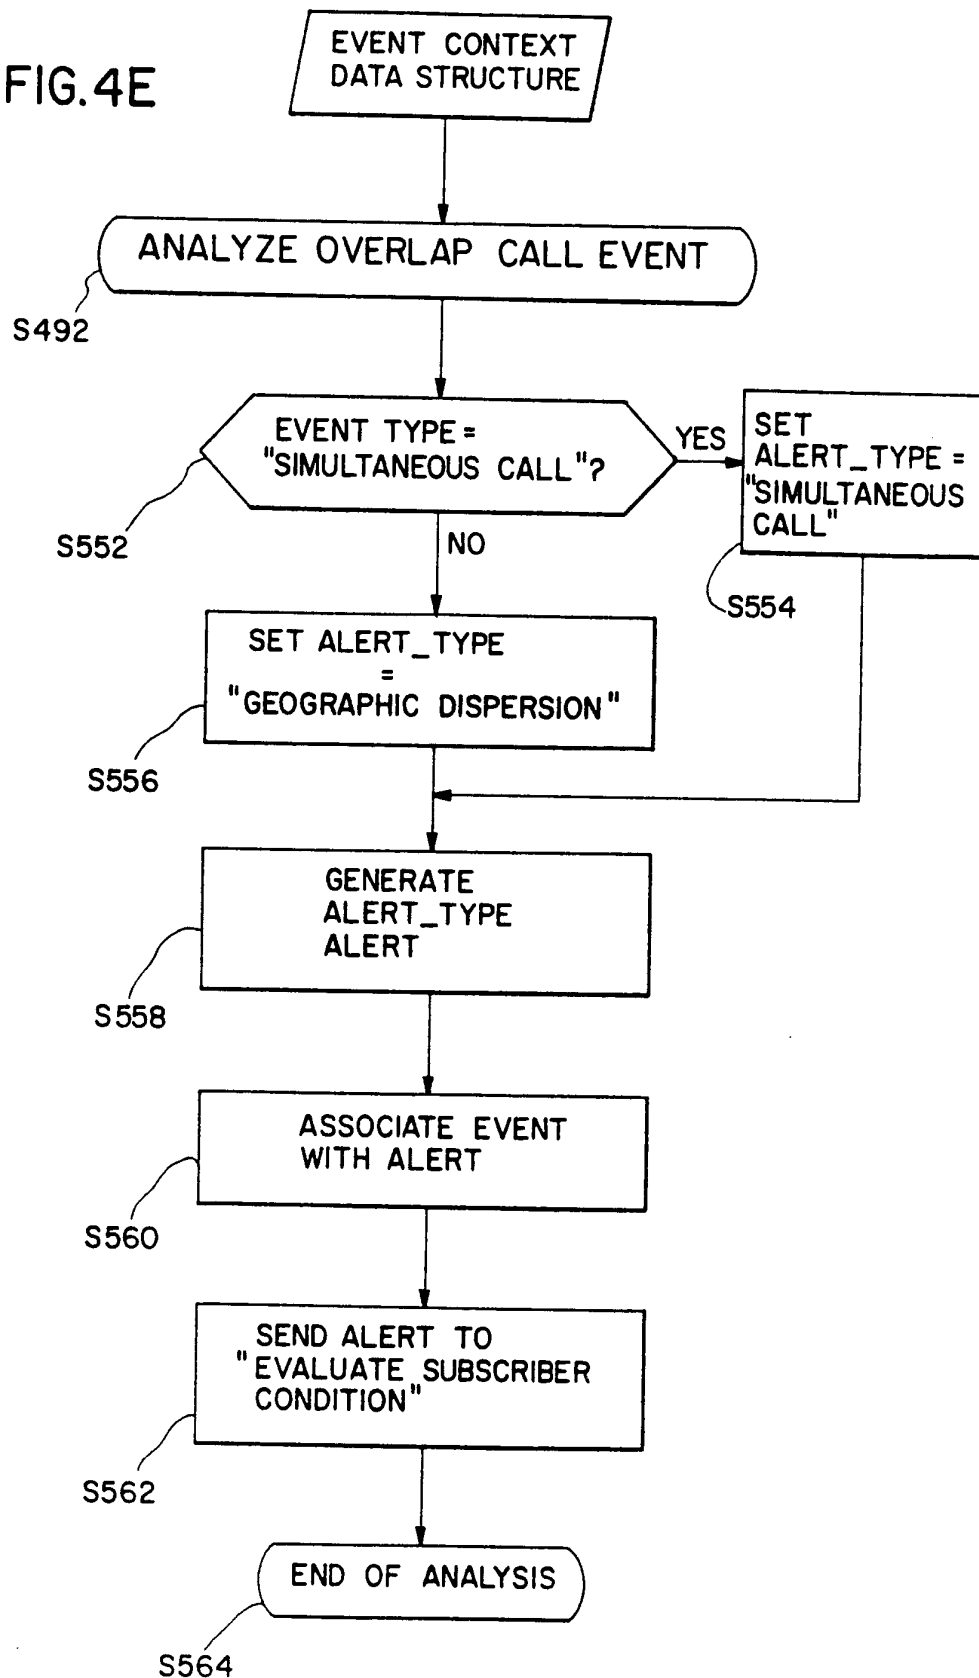 FIG.4E
EVENT CONTEXT
DATA STRUCTURE
ANALYZE OVERLAP CALL EVENT
S492
EVENT TYPE =
"SIMULTANEOUS CALL"?
YES
SET
ALERT_TYPE =
"SIMULTANEOUS
CALL"
S552
NO
S554
SET ALERT_TYPE
=
"GEOGRAPHIC DISPERSION"
S556
GENERATE
ALERT_TYPE
ALERT
S558
ASSOCIATE EVENT
WITH ALERT
S560
SEND ALERT TO
"EVALUATE SUBSCRIBER
CONDITION"
S562
END OF ANALYSIS
S564